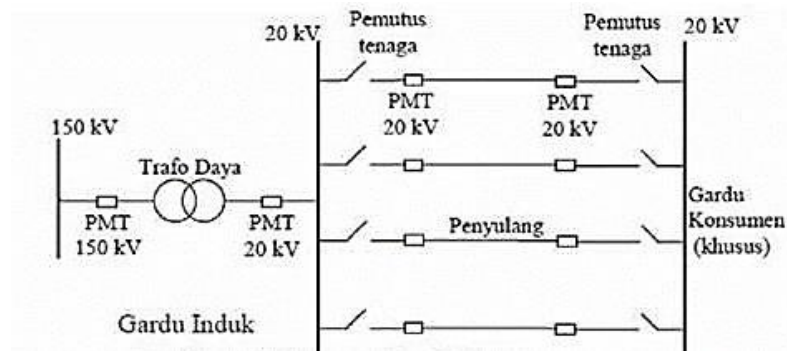 20 kV
Pemutus
tenaga
Pemutus
tenaga
20 kV
PMT
20 kV
PMT
20 kV
150 kV
Trafo Daya
PMT
150 kV
PMT
20 kV
Penyulang
Gardu
Konsumen
(khusus)
Gardu Induk